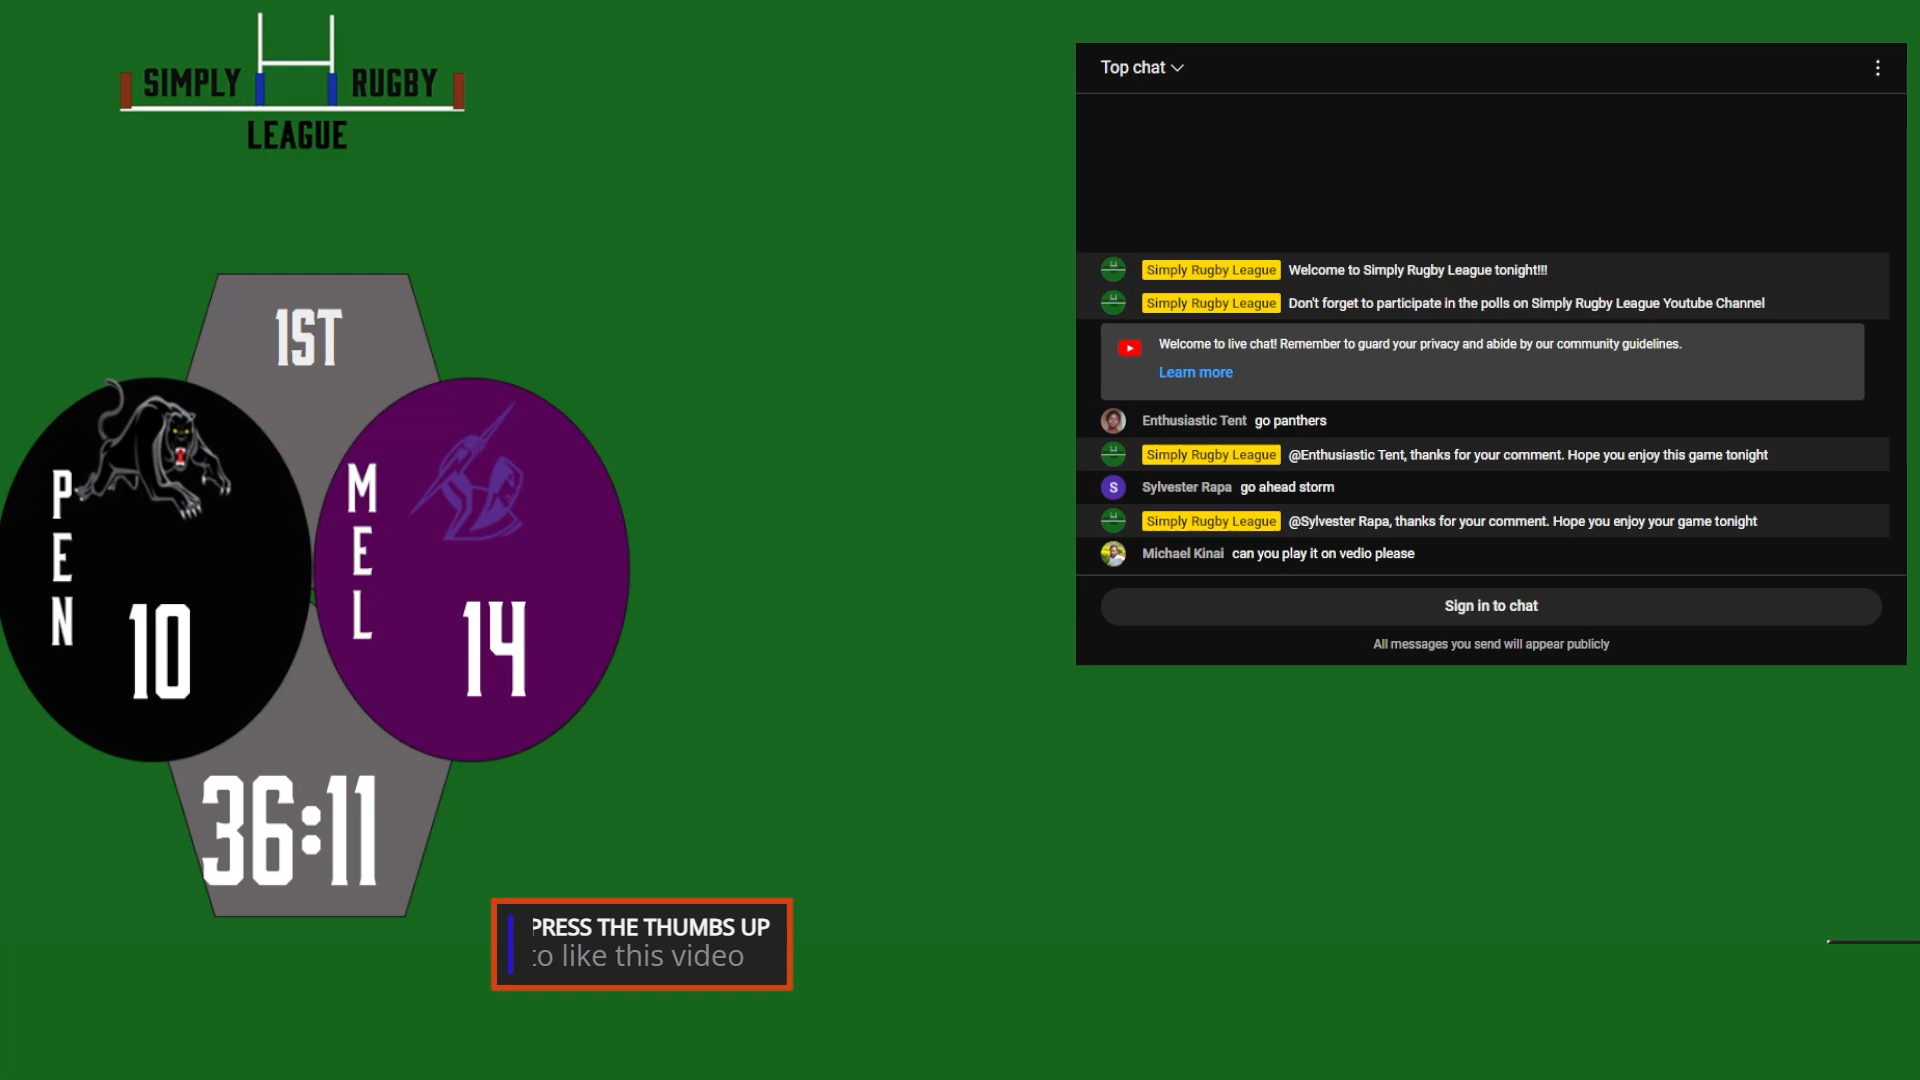 SIMPLY RUGBY
LEAGUE
1ST
PEN
10
MEL
14
36:11
PRESS THE THUMBS UP
to like this video
Top chat
Simply Rugby League Welcome to Simply Rugby League tonight!!!
Simply Rugby League Don't forget to participate in the polls on Simply Rugby League Youtube Channel
Welcome to live chat! Remember to guard your privacy and abide by our community guidelines.
Learn more
Enthusiastic Tent go panthers
Simply Rugby League @Enthusiastic Tent, thanks for your comment. Hope you enjoy this game tonight
S Sylvester Rapa go ahead storm
Simply Rugby League @Sylvester Rapa, thanks for your comment. Hope you enjoy your game tonight
Michael Kinai can you play it on vedio please
Sign in to chat
All messages you send will appear publicly